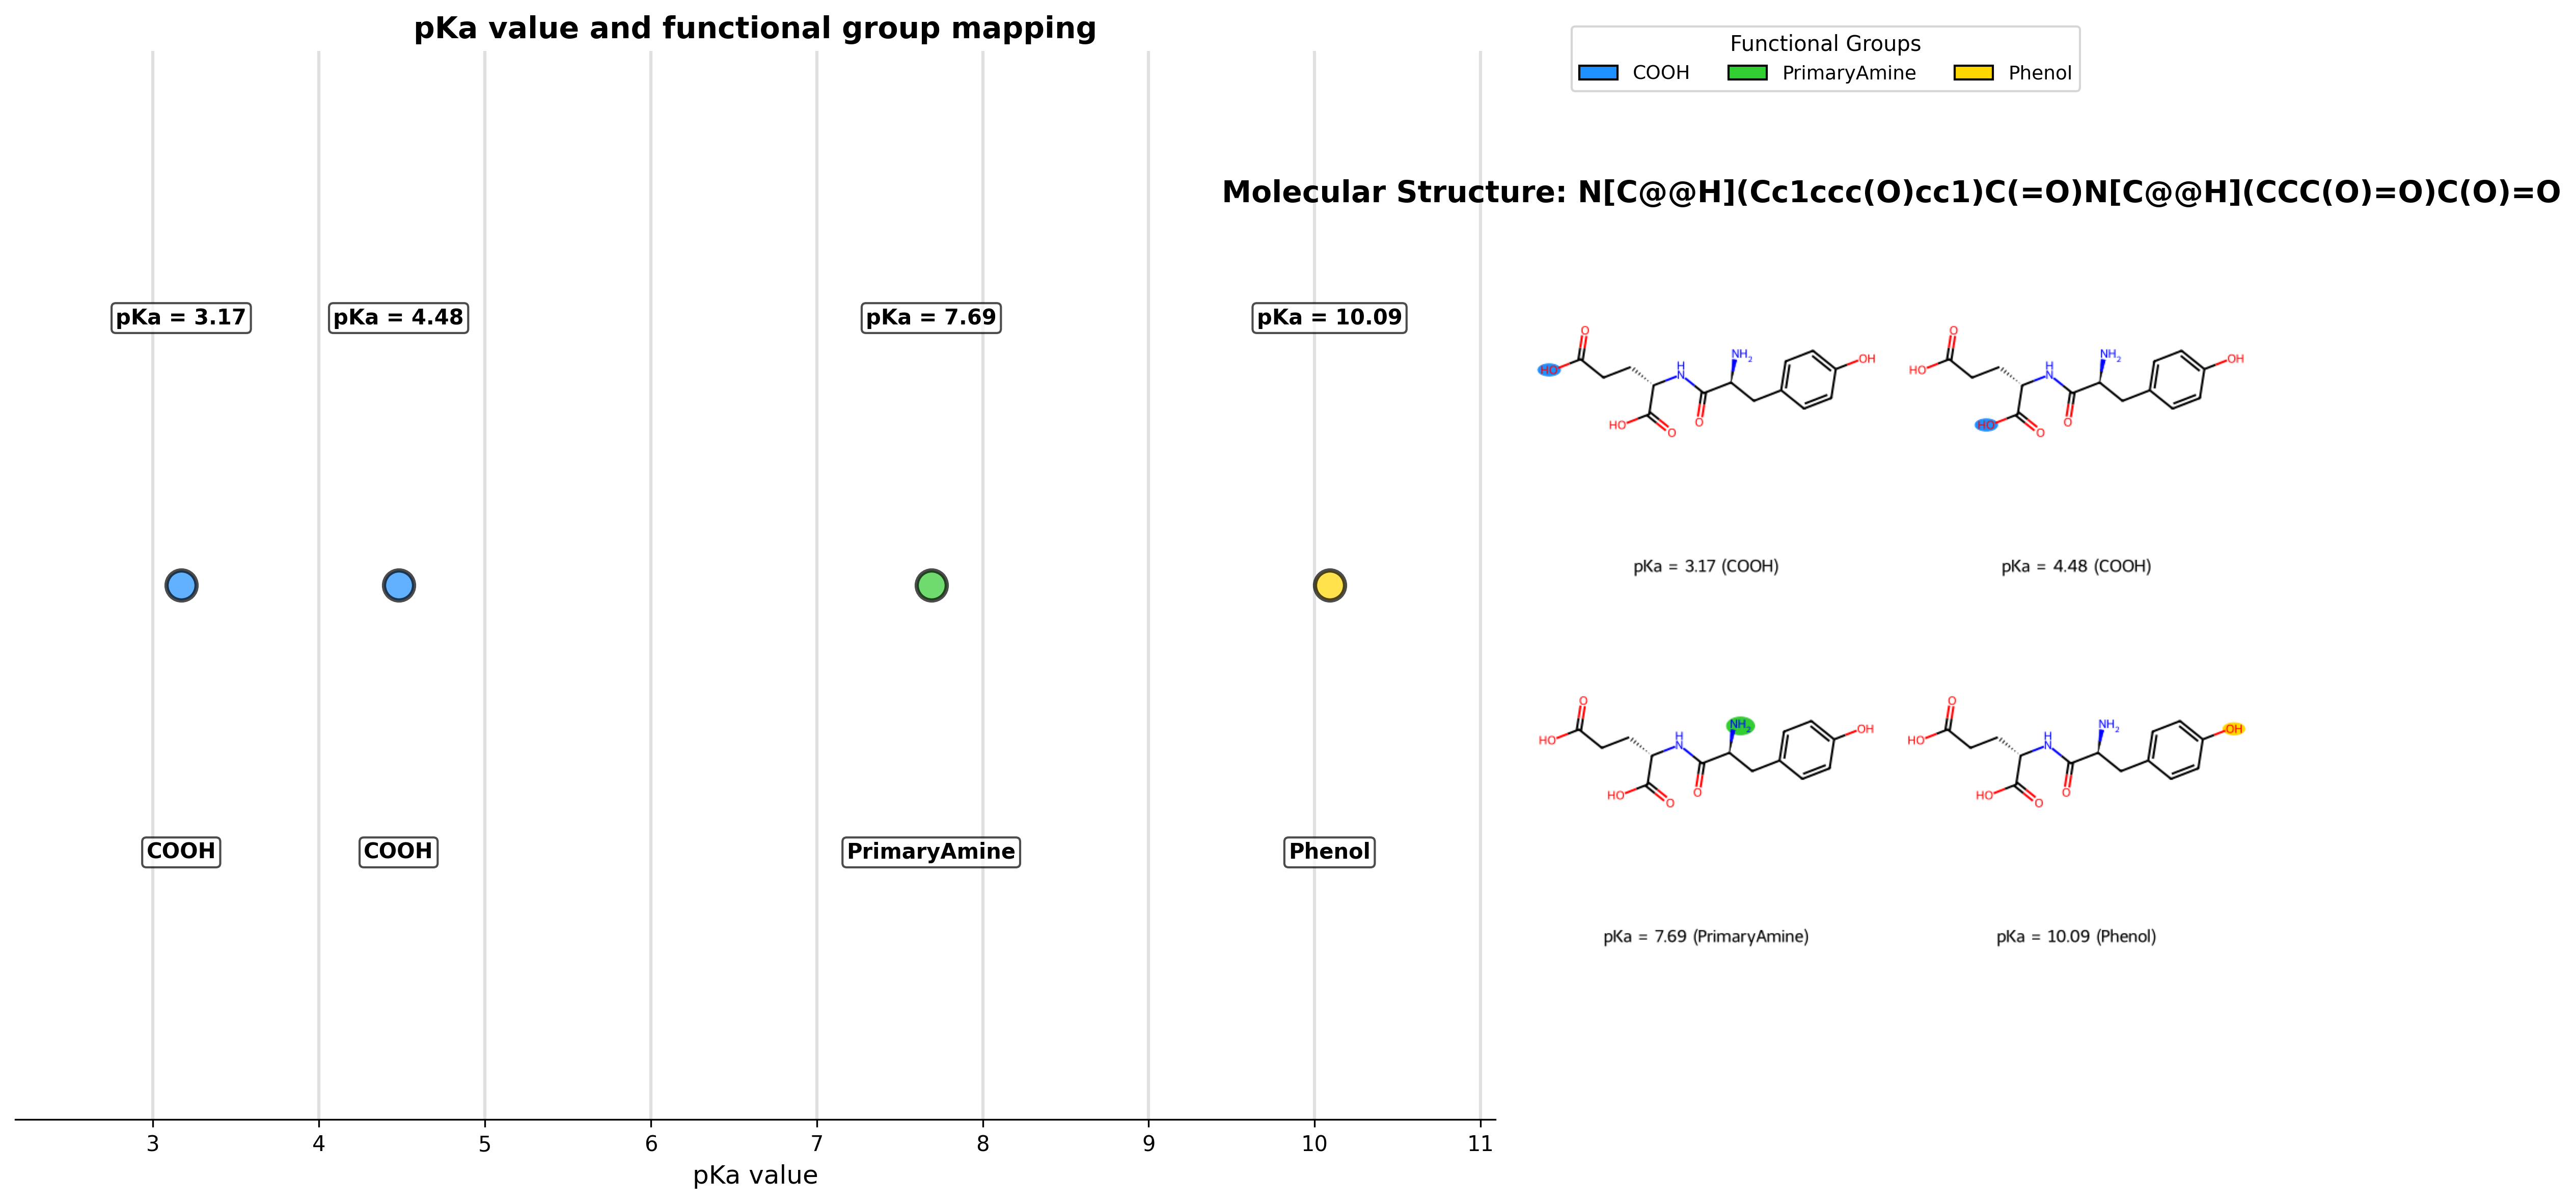 pKa value and functional group mapping
Functional Groups
COOH
PrimaryAmine
Phenol
Molecular Structure: N[C@@H](Cc1ccc(O)cc1)C(=O)N[C@@H](CCC(O)=O)C(O)=O
pKa = 3.17
pKa = 4.48
pKa = 7.69
pKa = 10.09
COOH
COOH
PrimaryAmine
Phenol
3
4
5
6
7
8
9
10
11
pKa value
O
HO
H
N
NH2
OH
HO
O
O
pKa = 3.17 (COOH)
O
HO
H
N
NH2
OH
HO
O
O
pKa = 4.48 (COOH)
O
HO
H
N
NH2
OH
HO
O
O
pKa = 7.69 (PrimaryAmine)
O
HO
H
N
NH2
OH
HO
O
O
pKa = 10.09 (Phenol)